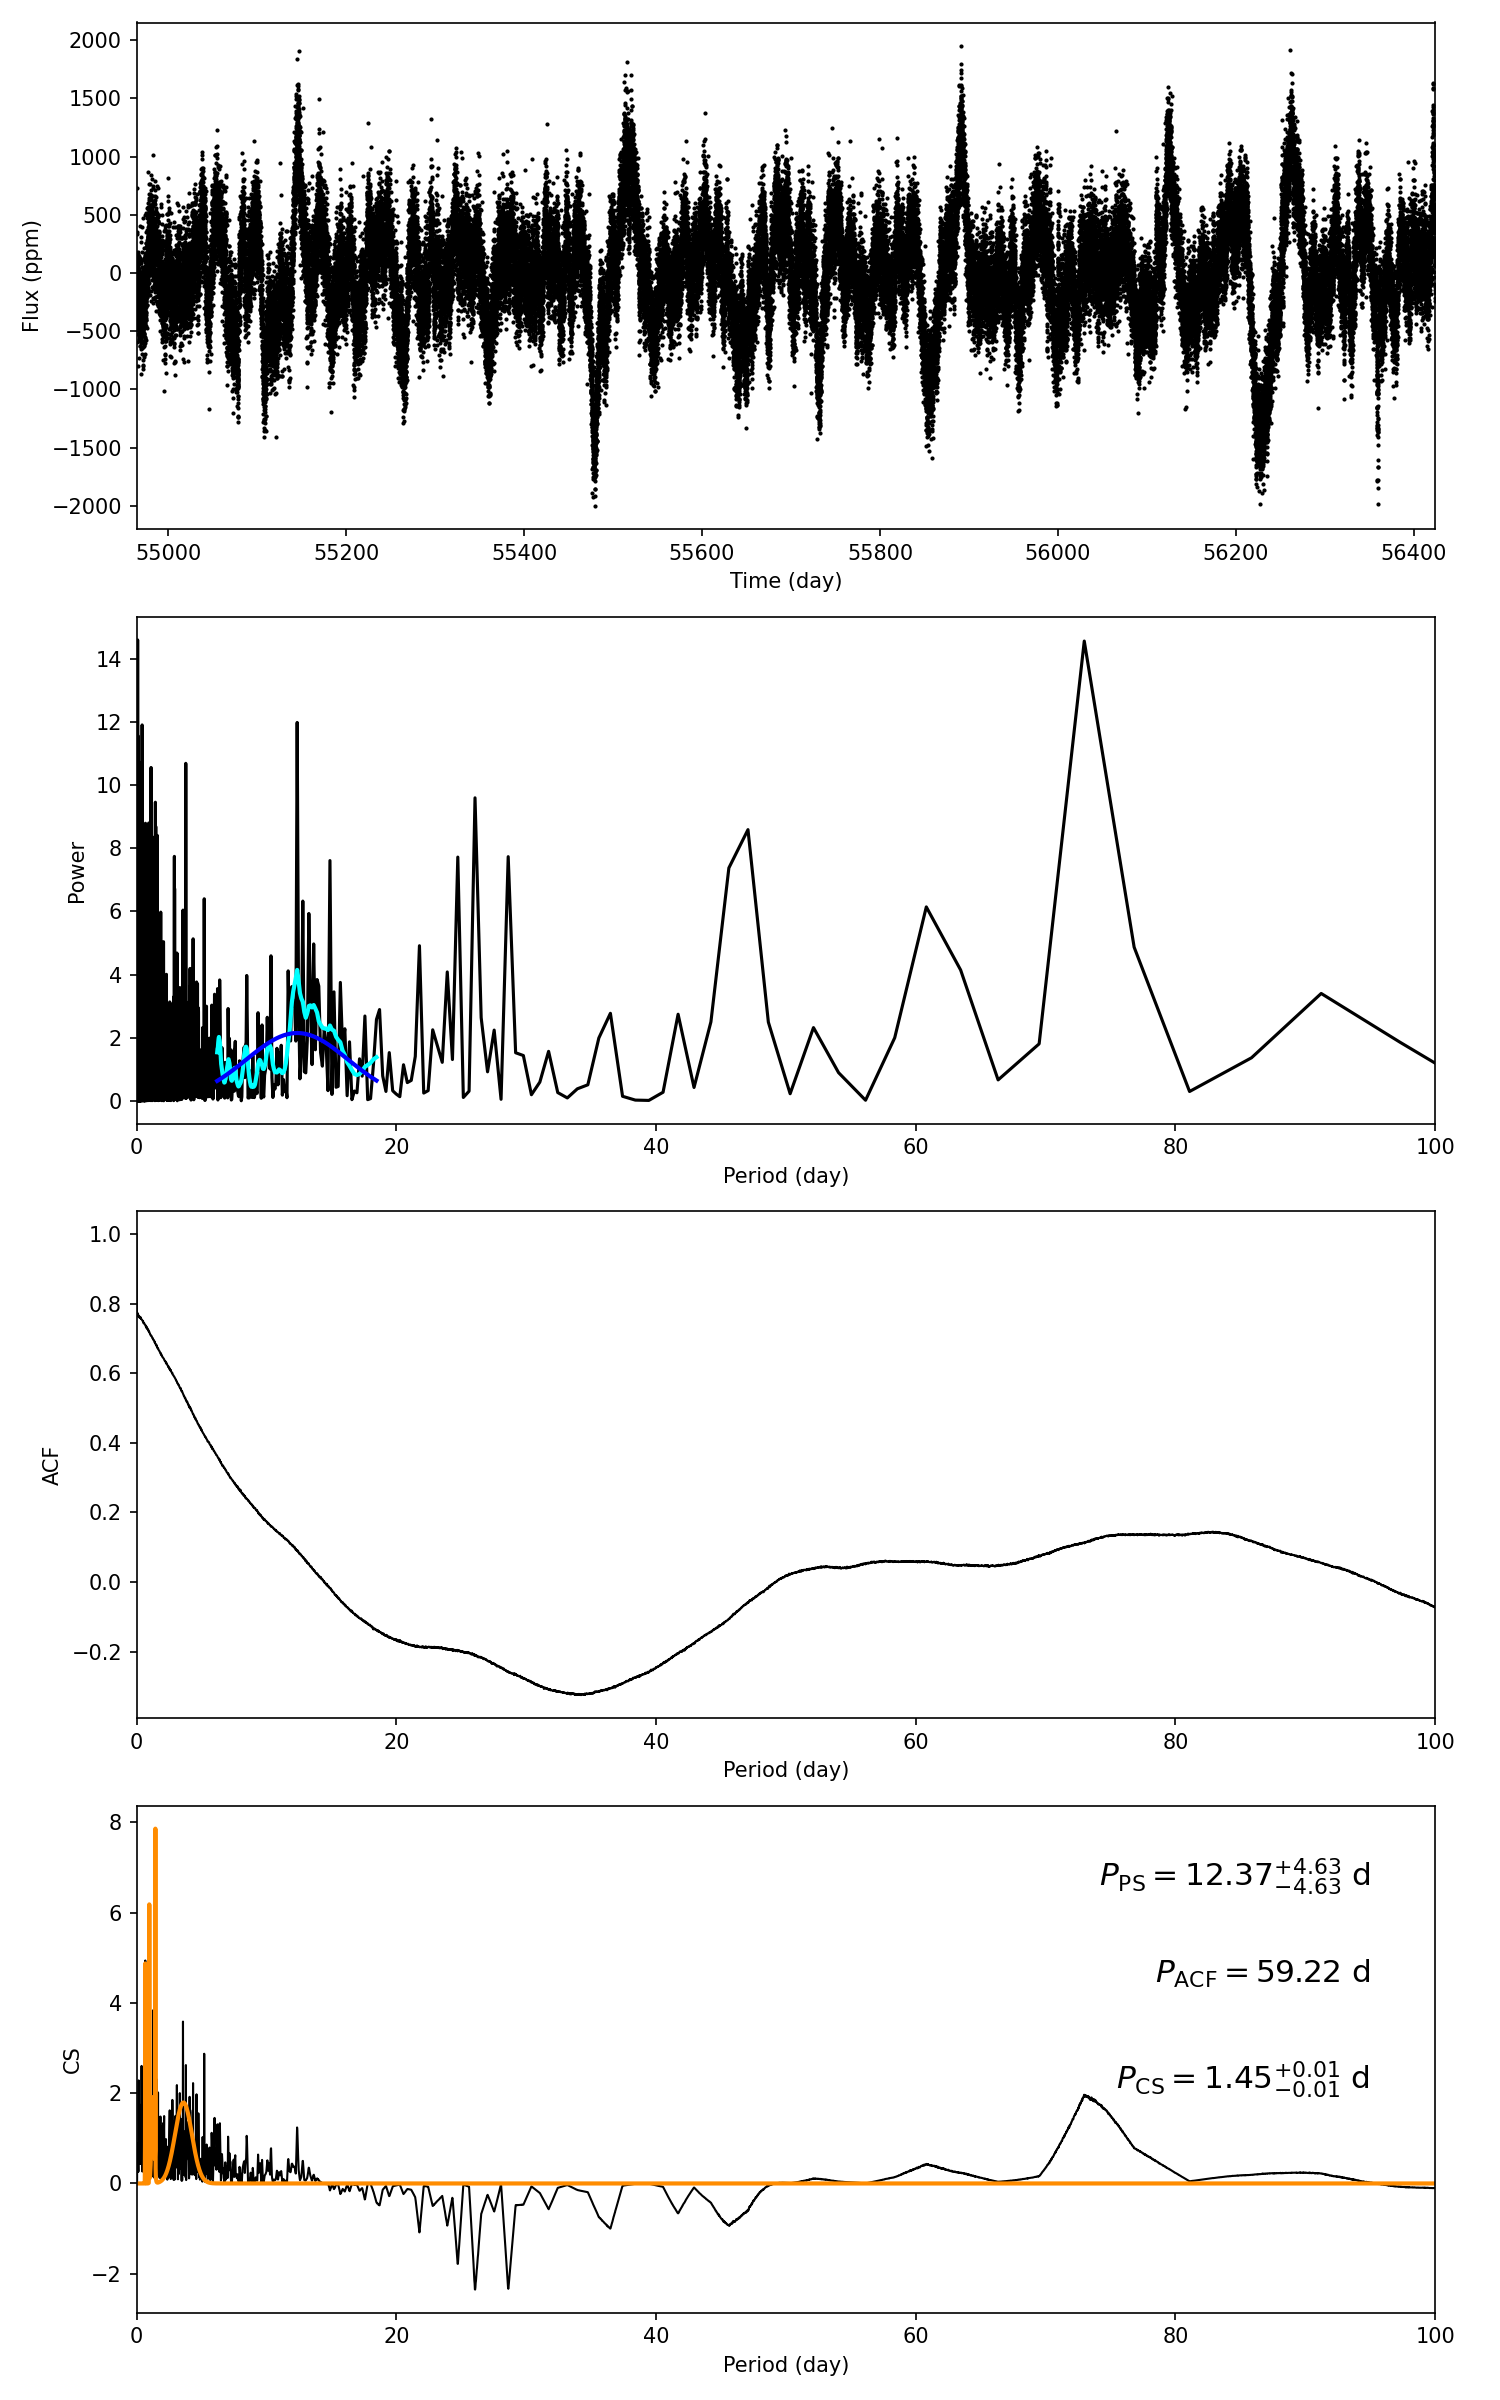 2000
1500
1000
500
0
−500
−1000
−1500
−2000
Flux (ppm)
55000 55200 55400 55600 55800 56000 56200 56400
Time (day)
14
12
10
8
6
4
2
0
Power
0 20 40 60 80 100
Period (day)
1.0
0.8
0.6
0.4
0.2
0.0
−0.2
ACF
0 20 40 60 80 100
Period (day)
8
6
4
2
0
−2
CS
P_PS = 12.37^{+4.63}_{−4.63} d
P_ACF = 59.22 d
P_CS = 1.45^{+0.01}_{−0.01} d
0 20 40 60 80 100
Period (day)